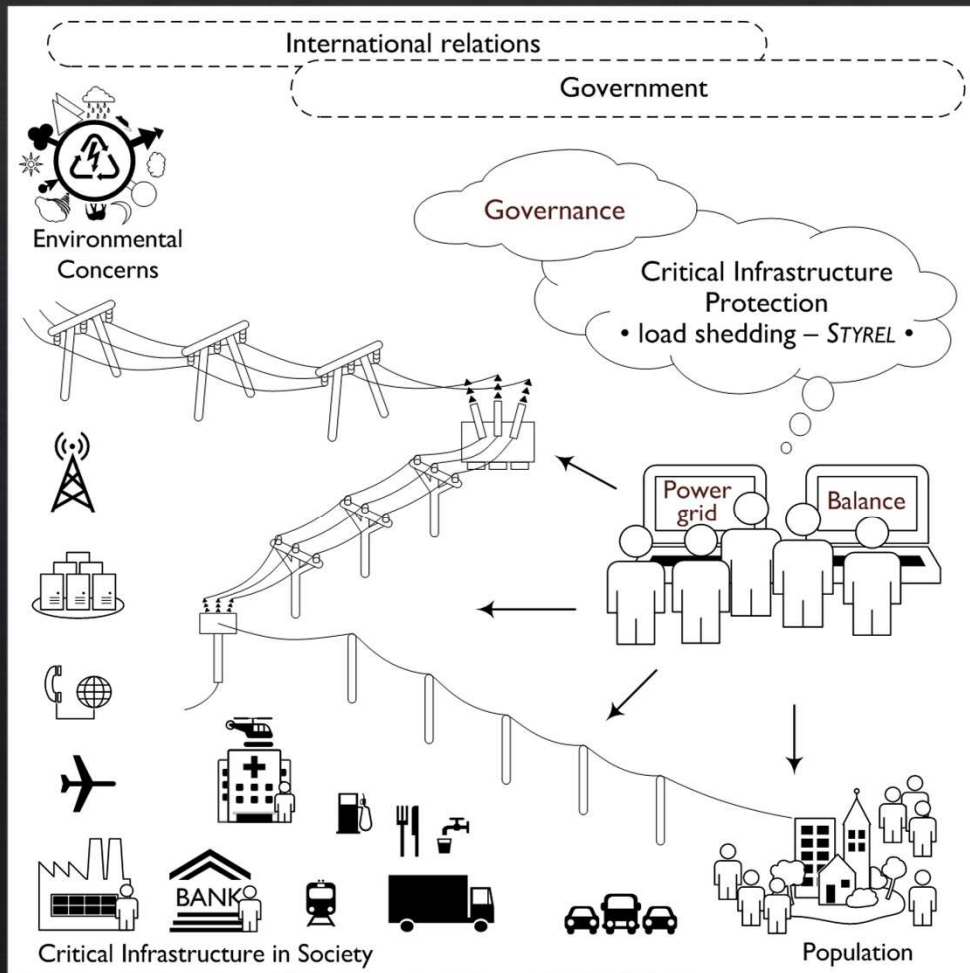 International relations
Government
Governance
Environmental
Concerns
Critical Infrastructure
Protection
• load shedding – STYREL •
Power
grid
Balance
BANK
Critical Infrastructure in Society
Population